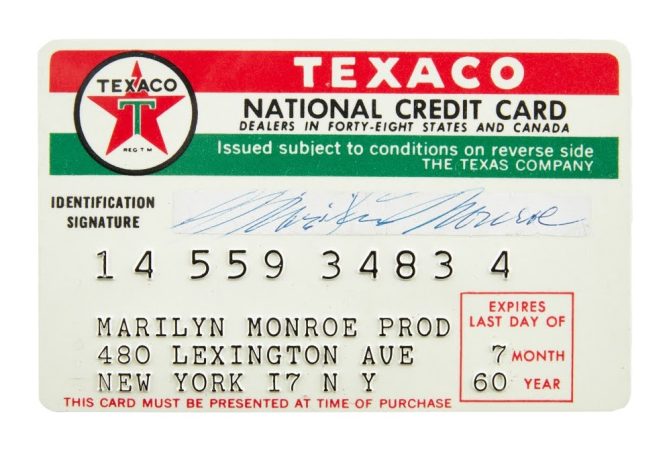 TEXACO
TEXACO
T
REG T M
NATIONAL CREDIT CARD
DEALERS IN FORTY-EIGHT STATES AND CANADA
Issued subject to conditions on reverse side
THE TEXAS COMPANY
IDENTIFICATION
SIGNATURE
Marilyn Monroe
14 559 34833 4
MARILYN MONROE PROD
480 LEXINGTON AVE
NEW YORK I7 N Y
EXPIRES
LAST DAY OF
7 MONTH
60 YEAR
THIS CARD MUST BE PRESENTED AT TIME OF PURCHASE